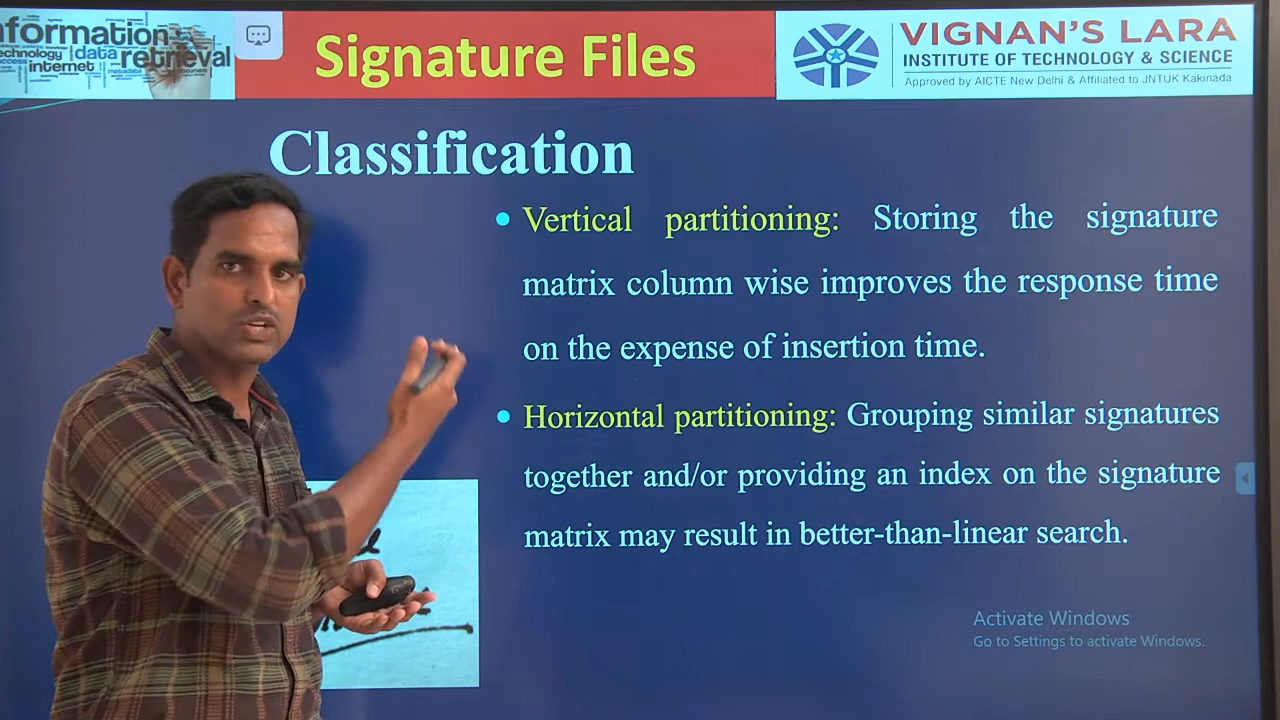 nformation
technology
data
retrieval
internet
metadata
Signature Files
VIGNAN'S LARA
INSTITUTE OF TECHNOLOGY & SCIENCE
Approved by AICTE New Delhi & Affiliated to JNTUK Kakinada
Classification
• Vertical partitioning: Storing the signature
matrix column wise improves the response time
on the expense of insertion time.
• Horizontal partitioning: Grouping similar signatures
together and/or providing an index on the signature
matrix may result in better-than-linear search.
Activate Windows
Go to Settings to activate Windows.